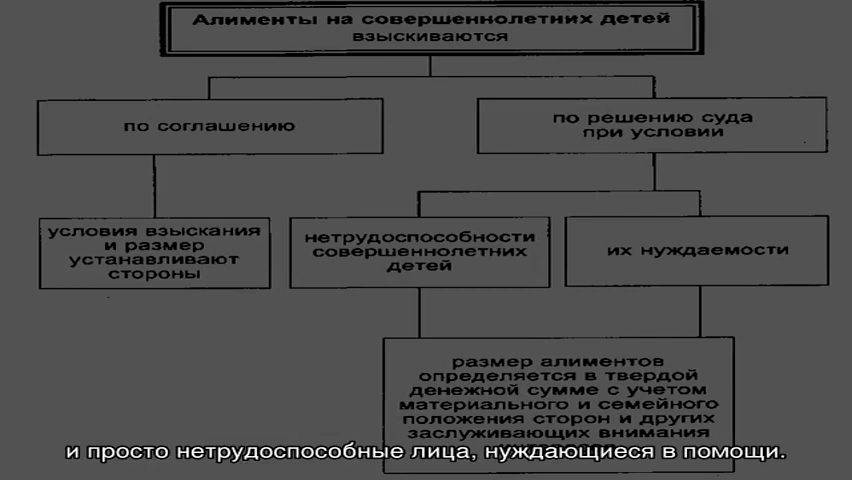 Алименты на совершеннолетних детей
взыскиваются
по соглашению
по решению суда
при условии
условия взыскания
и размер
устанавливают
стороны
нетрудоспособности
совершеннолетних
детей
их нуждаемости
размер алиментов
определяется в твердой
денежной сумме с учетом
материального и семейного
положения сторон и других
заслуживающих внимания
и просто нетрудоспособные лица, нуждающиеся в помощи.